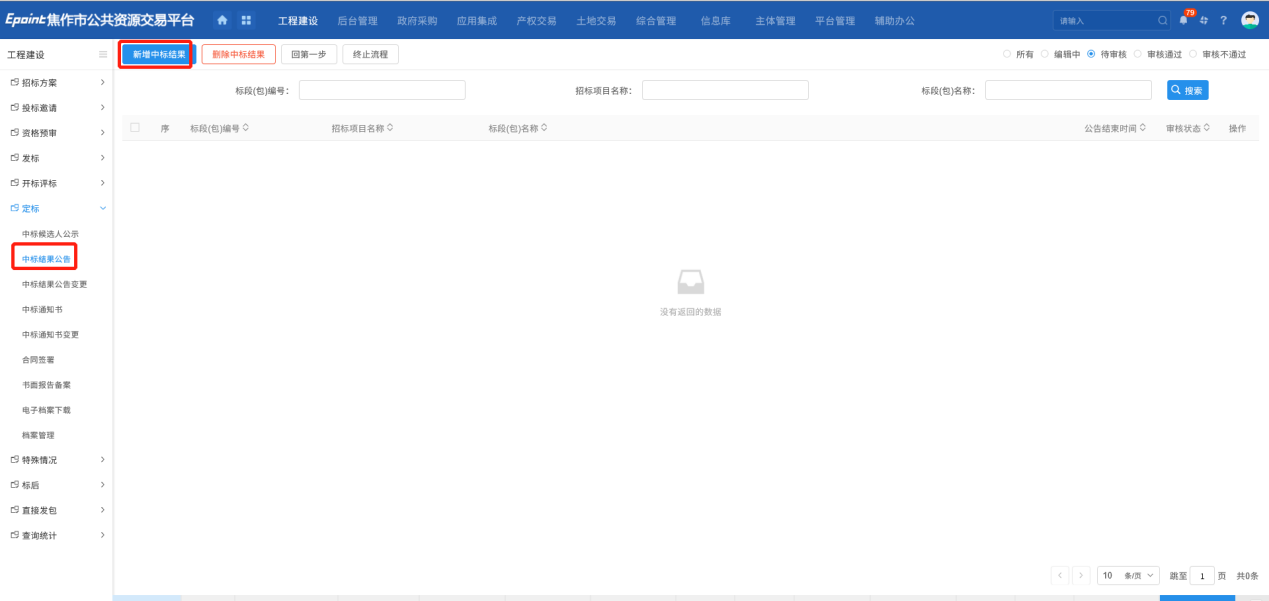 Epoint焦作市公共资源交易平台 工程建设 后台管理 政府采购 应用集成 产权交易 土地交易 综合管理 信息库 主体管理 平台管理 辅助办公 请输入 79 ?
工程建设 新增中标结果 删除中标结果 回第一步 终止流程 所有 编辑中 待审核 审核通过 审核不通过
招标方案 标段(包)编号: 招标项目名称: 标段(包)名称: 搜索
投标邀请
资格预审 序 标段(包)编号 招标项目名称 标段(包)名称 公告结束时间 审核状态 操作
发标
开标评标
定标
中标候选人公示
中标结果公告
中标结果公告变更
中标通知书 没有返回的数据
中标通知书变更
合同签署
书面报告备案
电子档案下载
档案管理
特殊情况
标后
直接发包
查询统计
10 条/页 跳至 1 页 共0条